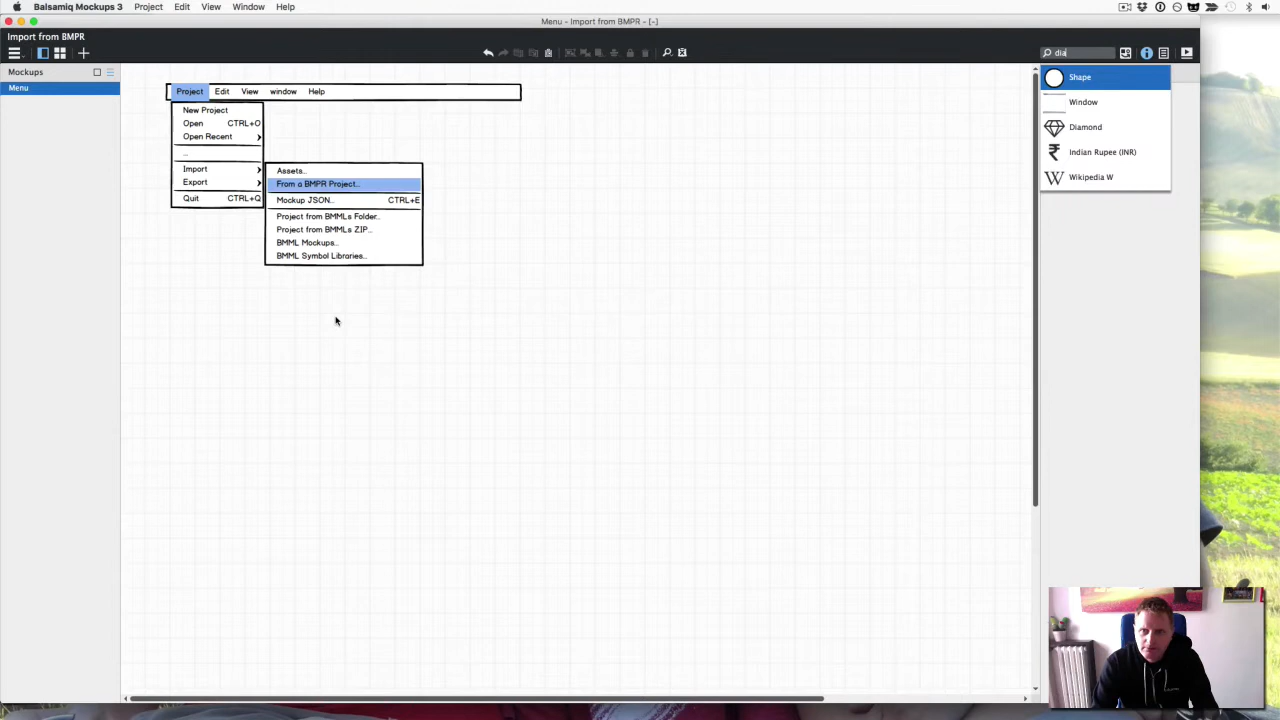 Balsamiq Mockups 3 Project Edit View Window Help
Menu - Import from BMPR - [~]
Import from BMPR
dia
Mockups
Menu
Project Edit View window Help
New Project
Open CTRL+O
Open Recent
...
Import
Export
Quit CTRL+Q
Assets...
From a BMPR Project...
Mockup JSON... CTRL+E
Project from BMMLs Folder...
Project from BMMLs ZIP...
BMML Mockups...
BMML Symbol Libraries...
Shape
Window
Diamond
Indian Rupee (INR)
Wikipedia W